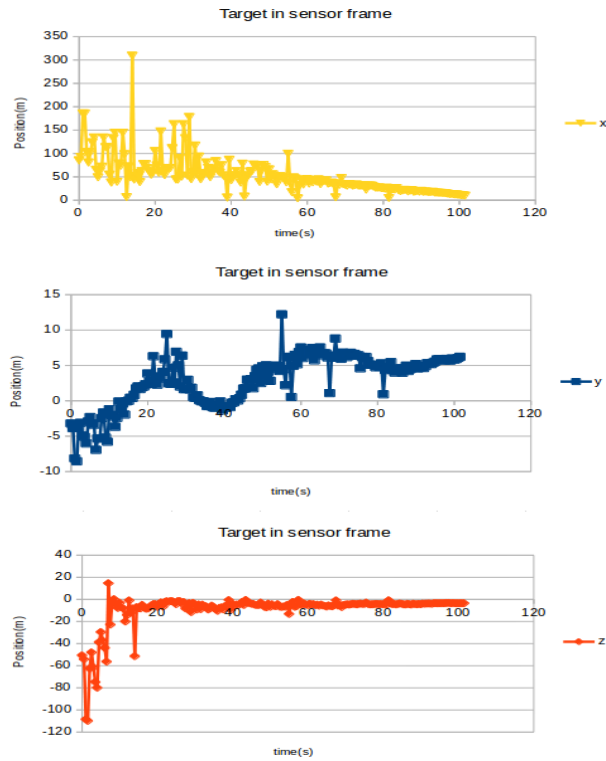 Target in sensor frame
350
300
250
200
150
100
50
0
0 20 40 60 80 100 120
Position(m)
time(s)
x
Target in sensor frame
15
10
5
0
-5
-10
0 20 40 60 80 100 120
Position(m)
time(s)
y
Target in sensor frame
40
20
0
-20
-40
-60
-80
-100
-120
0 20 40 60 80 100 120
Position(m)
time(s)
z